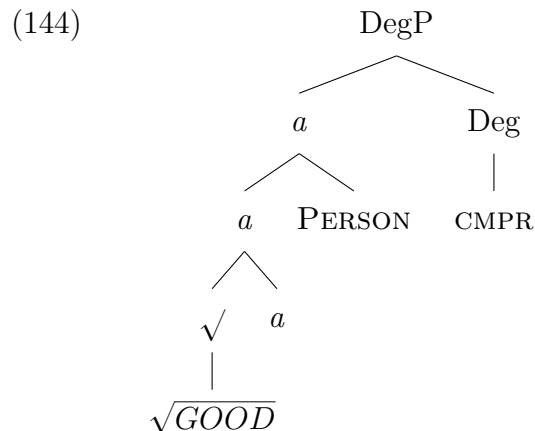 (144) DegP
a Deg
a PERSON CMPR
√ a
√GOOD